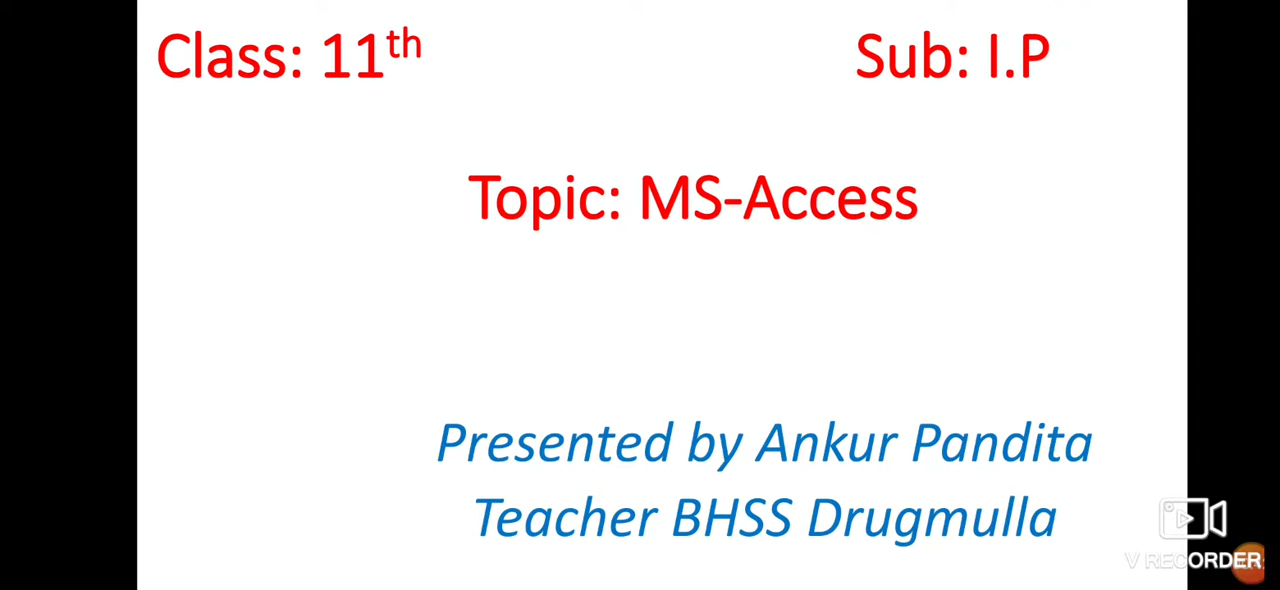 Class: 11th Sub: I.P
Topic: MS-Access
Presented by Ankur Pandita
Teacher BHSS Drugmulla
V RECORDER